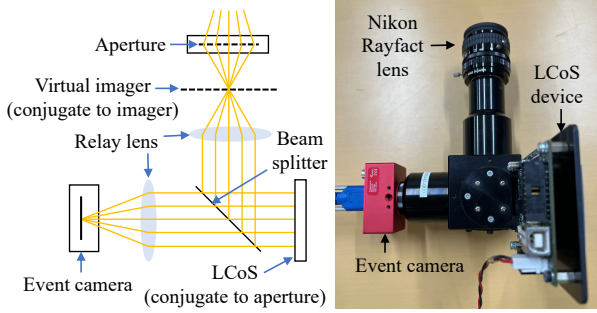 Aperture
Virtual imager
(conjugate to imager)
Relay lens
Beam
splitter
Event camera
LCoS
(conjugate to aperture)
Nikon
Rayfact
lens
LCoS
device
Event camera